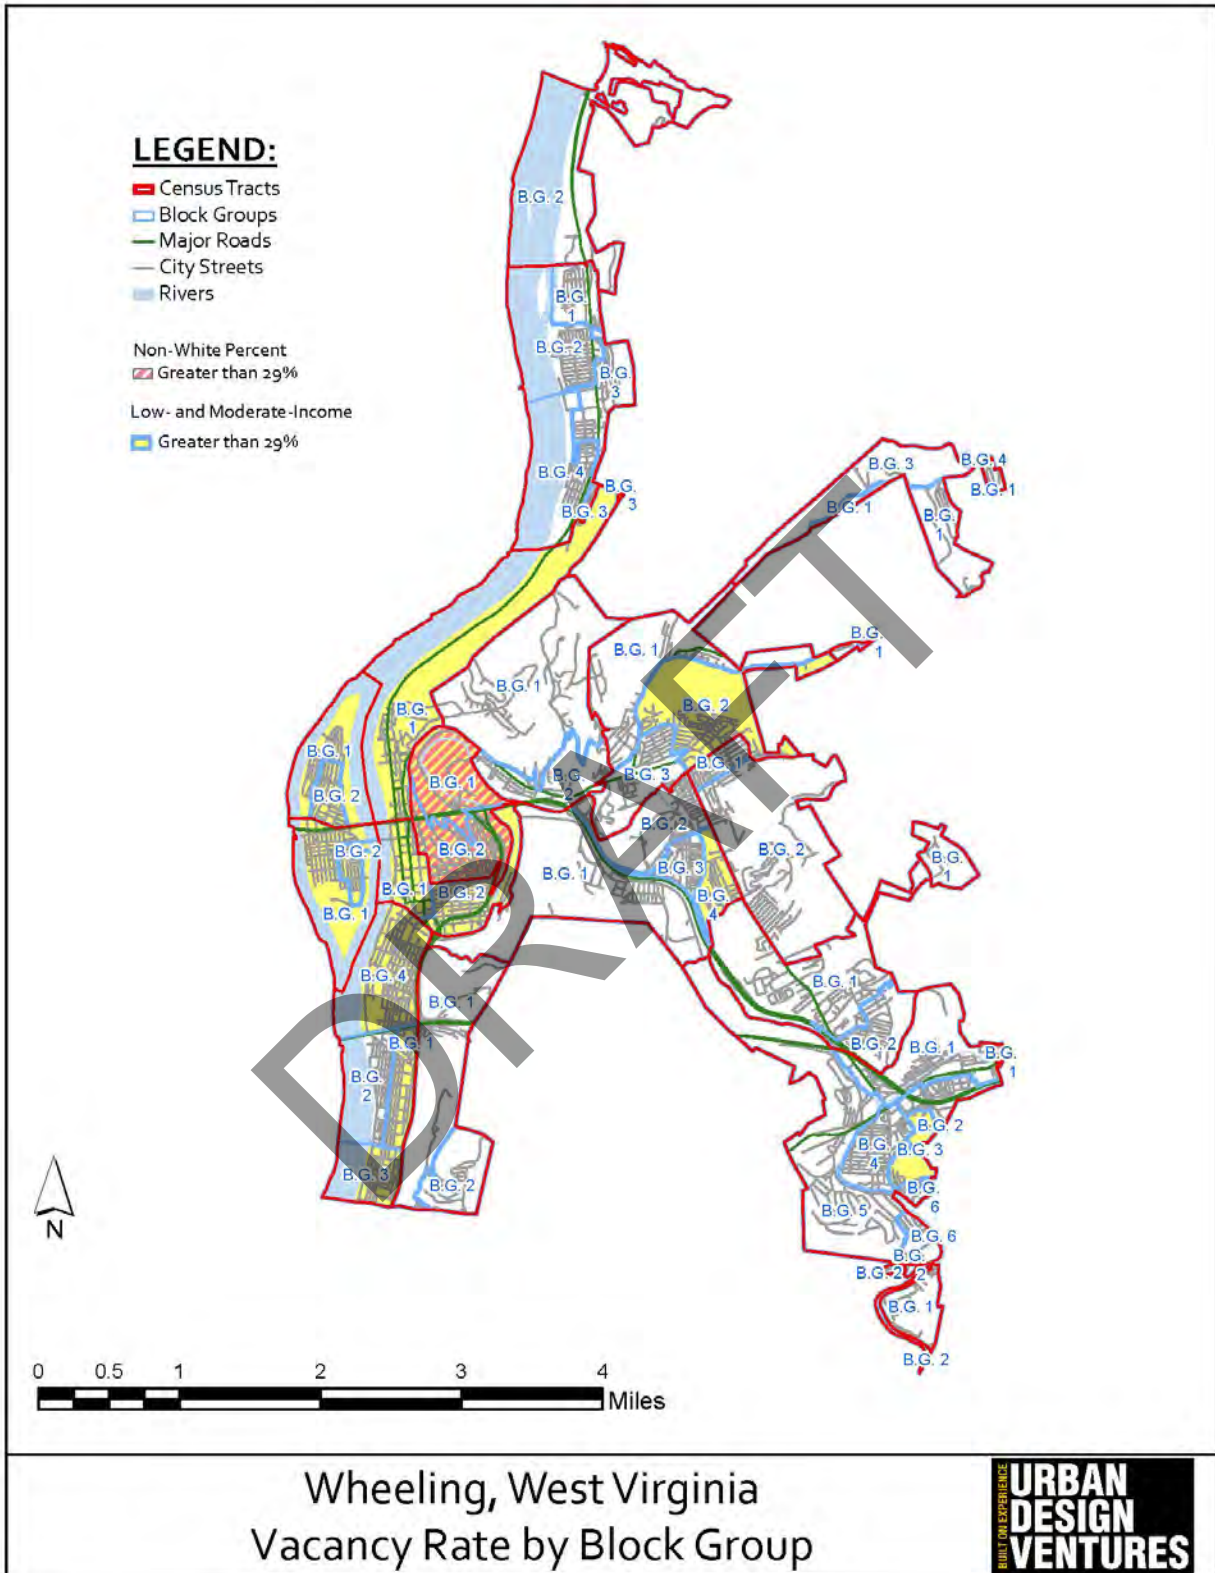 LEGEND:
Census Tracts
Block Groups
Major Roads
City Streets
Rivers
Non-White Percent
Greater than 29%
Low- and Moderate-Income
Greater than 29%
B.G. 2
B.G.
1
B.G. 2
B.G.
3
B.G. 4
B.G.
3
B.G. 3
B.G. 3
B.G. 4
B.G. 1
B.G. 1
B.G.
1
B.G. 1
B.G.
1
B.G. 1
B.G. 2
B.G.
1
B.G. 1
B.G. 1
B.G.
2
B.G. 3
B.G. 1
B.G. 2
B.G. 2
B.G. 2
B.G. 2
B.G. 2
B.G. 1
B.G. 3
B.G. 1
B.G. 2
B.G.
4
B.G. 1
B.G.
1
B.G. 4
B.G. 1
B.G. 1
B.G. 1
B.G. 2
B.G. 1
B.G.
1
B.G.
2
B.G. 2
B.G. 3
B.G.
4
B.G. 3
B.G. 2
B.G.
6
B.G. 5
B.G. 6
B.G.
2
B.G. 2
B.G. 1
B.G. 2
DRAFT
N
0 0.5 1 2 3 4
Miles
Wheeling, West Virginia
Vacancy Rate by Block Group
BUILT ON EXPERIENCE
URBAN
DESIGN
VENTURES